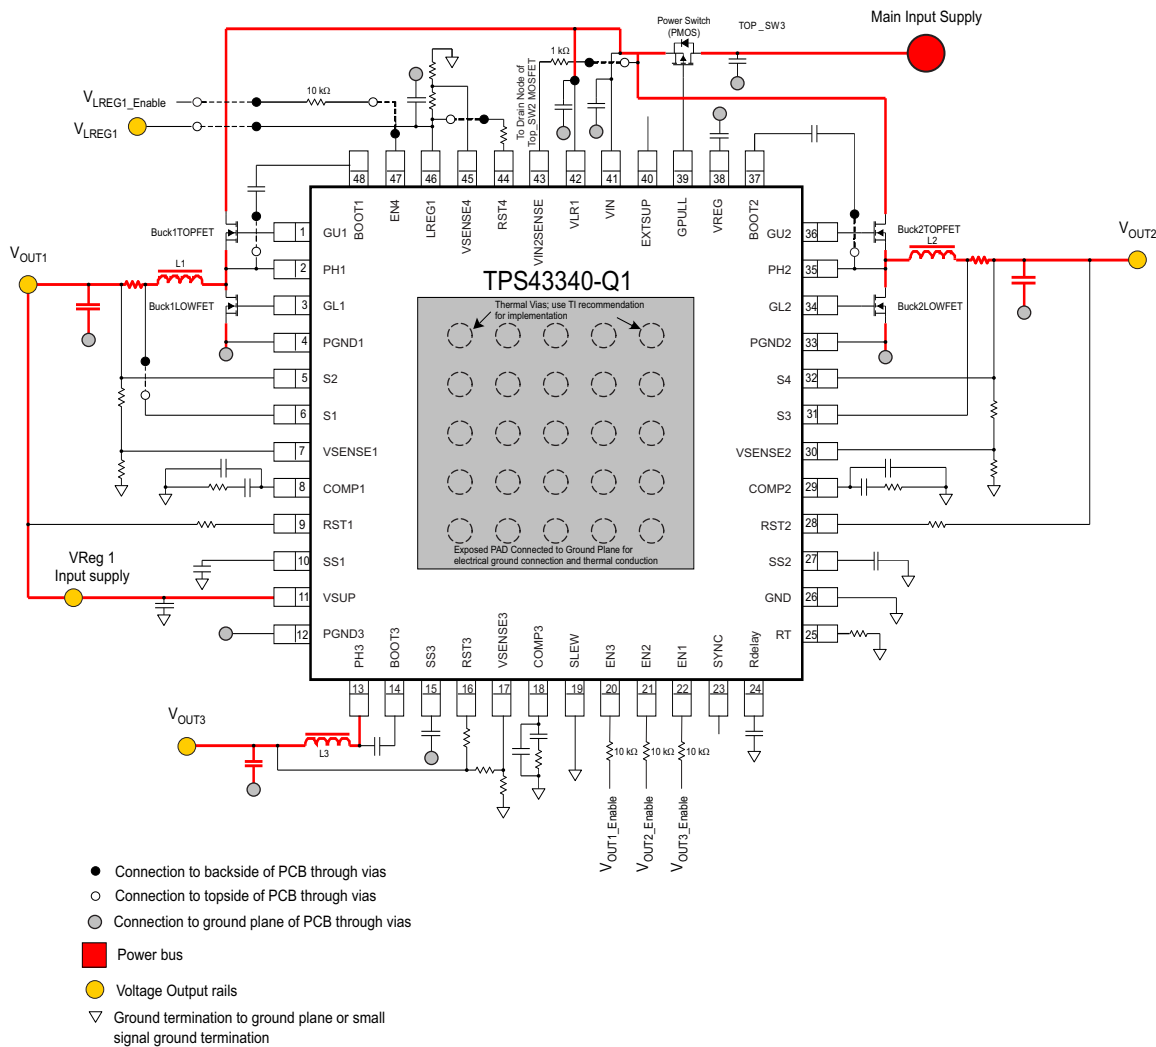 Main Input Supply
Power Switch
(PMOS)
TOP_SW3
1 kΩ
To Drain Node of
Top_SW2 MOSFET
VLREG1_Enable
10 kΩ
VLREG1
48
47
46
45
44
43
42
41
40
39
38
37
BOOT1
EN4
LREG1
VSENSE4
RST4
VIN2SENSE
VLR1
VIN
EXTSUP
GPULL
VREG
BOOT2
Buck1TOPFET
1
GU1
GU2
36
Buck2TOPFET
VOUT1
L1
2
PH1
PH2
35
L2
VOUT2
TPS43340-Q1
Buck1LOWFET
3
GL1
GL2
34
Buck2LOWFET
Thermal Vias; use TI recommendation
for implementation
4
PGND1
PGND2
33
5
S2
S4
32
6
S1
S3
31
7
VSENSE1
VSENSE2
30
8
COMP1
COMP2
29
9
RST1
RST2
28
Exposed PAD Connected to Ground Plane for
electrical ground connection and thermal conduction
VReg 1
Input supply
10
SS1
SS2
27
11
VSUP
GND
26
12
PGND3
RT
25
PH3
BOOT3
SS3
RST3
VSENSE3
COMP3
SLEW
EN3
EN2
EN1
SYNC
Rdelay
13
14
15
16
17
18
19
20
21
22
23
24
VOUT3
L3
10 kΩ
10 kΩ
10 kΩ
VOUT1_Enable
VOUT2_Enable
VOUT3_Enable
Connection to backside of PCB through vias
Connection to topside of PCB through vias
Connection to ground plane of PCB through vias
Power bus
Voltage Output rails
Ground termination to ground plane or small
signal ground termination